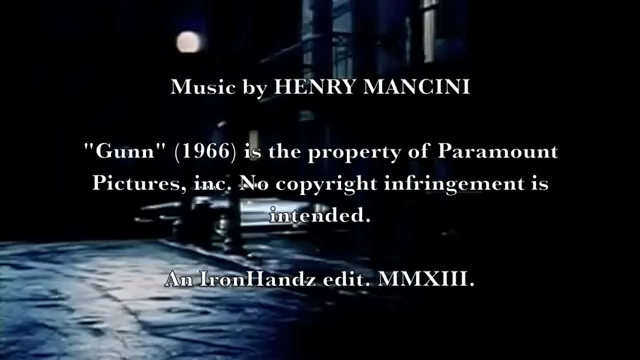 Music by HENRY MANCINI
"Gunn" (1966) is the property of Paramount
Pictures, inc. No copyright infringement is
intended.
An IronHandz edit. MMXIII.